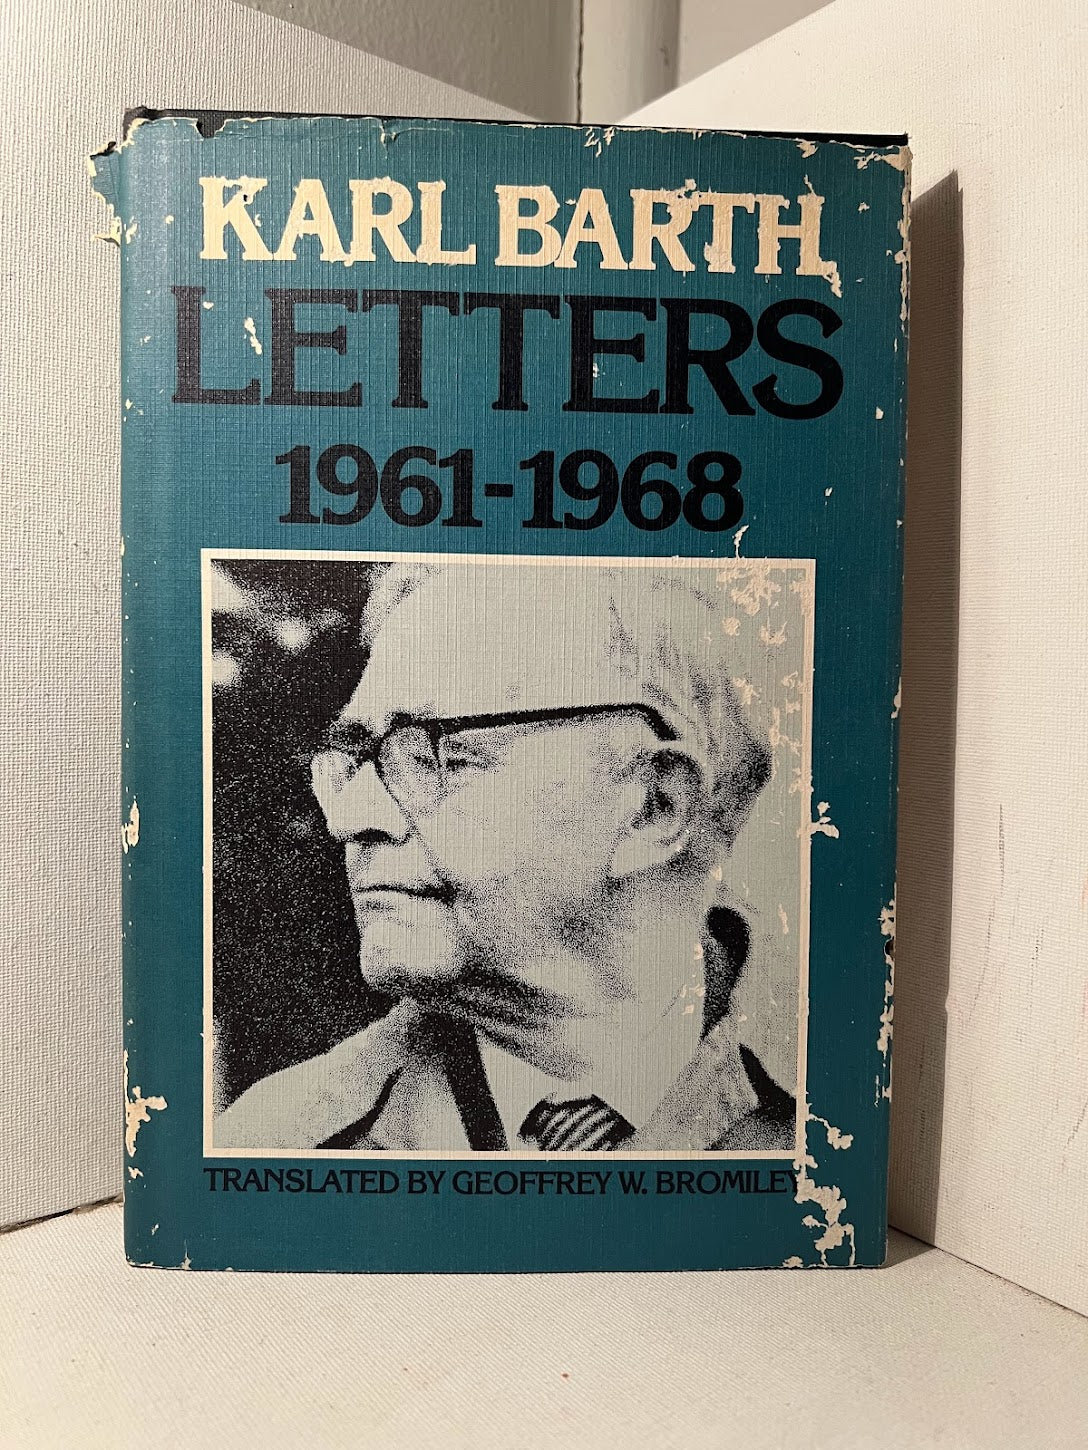 KARL BARTH
LETTERS
1961-1968
TRANSLATED BY GEOFFREY W. BROMILEY